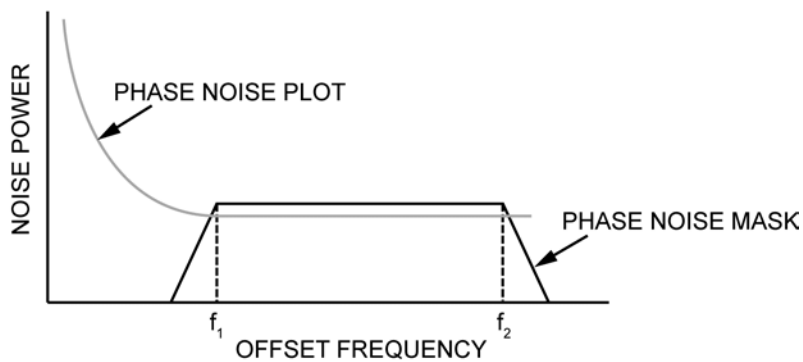 NOISE POWER
PHASE NOISE PLOT
PHASE NOISE MASK
f₁
f₂
OFFSET FREQUENCY